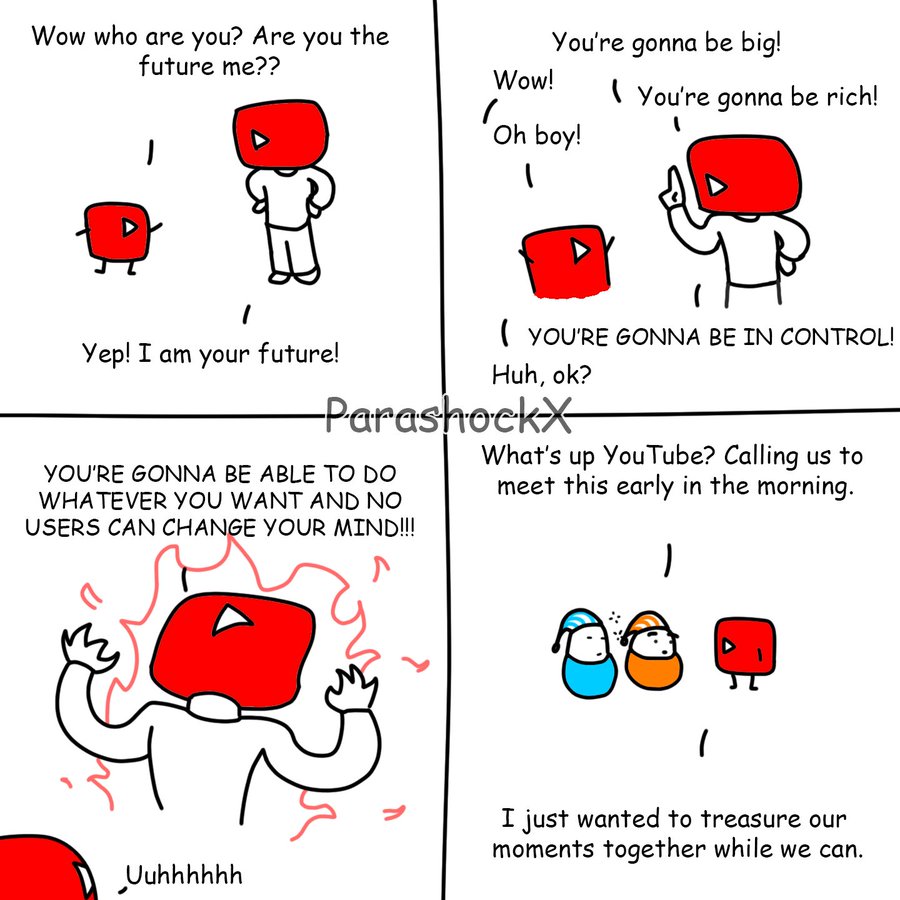 Wow who are you? Are you the
future me??
Yep! I am your future!
You're gonna be big!
Wow!
You're gonna be rich!
Oh boy!
YOU'RE GONNA BE IN CONTROL!
Huh, ok?
ParashockX
YOU'RE GONNA BE ABLE TO DO
WHATEVER YOU WANT AND NO
USERS CAN CHANGE YOUR MIND!!!
Uuhhhhhh
What's up YouTube? Calling us to
meet this early in the morning.
I just wanted to treasure our
moments together while we can.